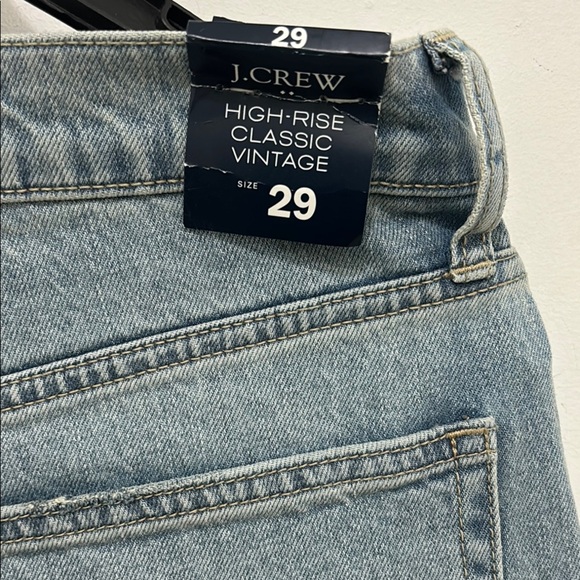 29
J.CREW
HIGH-RISE
CLASSIC
VINTAGE
SIZE 29